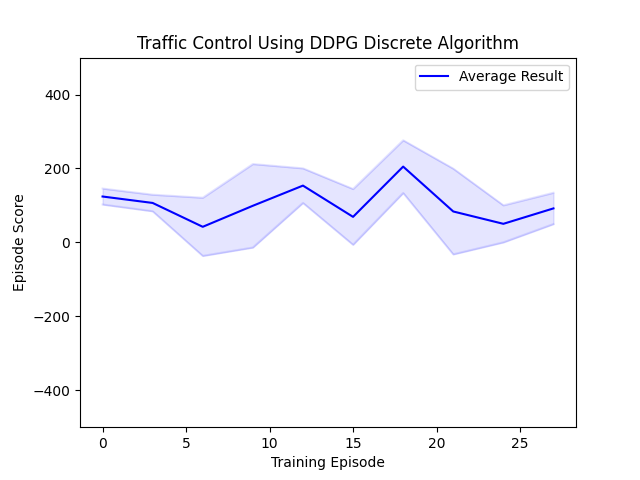 Traffic Control Using DDPG Discrete Algorithm
Average Result
400
200
0
−200
−400
Episode Score
0 5 10 15 20 25
Training Episode